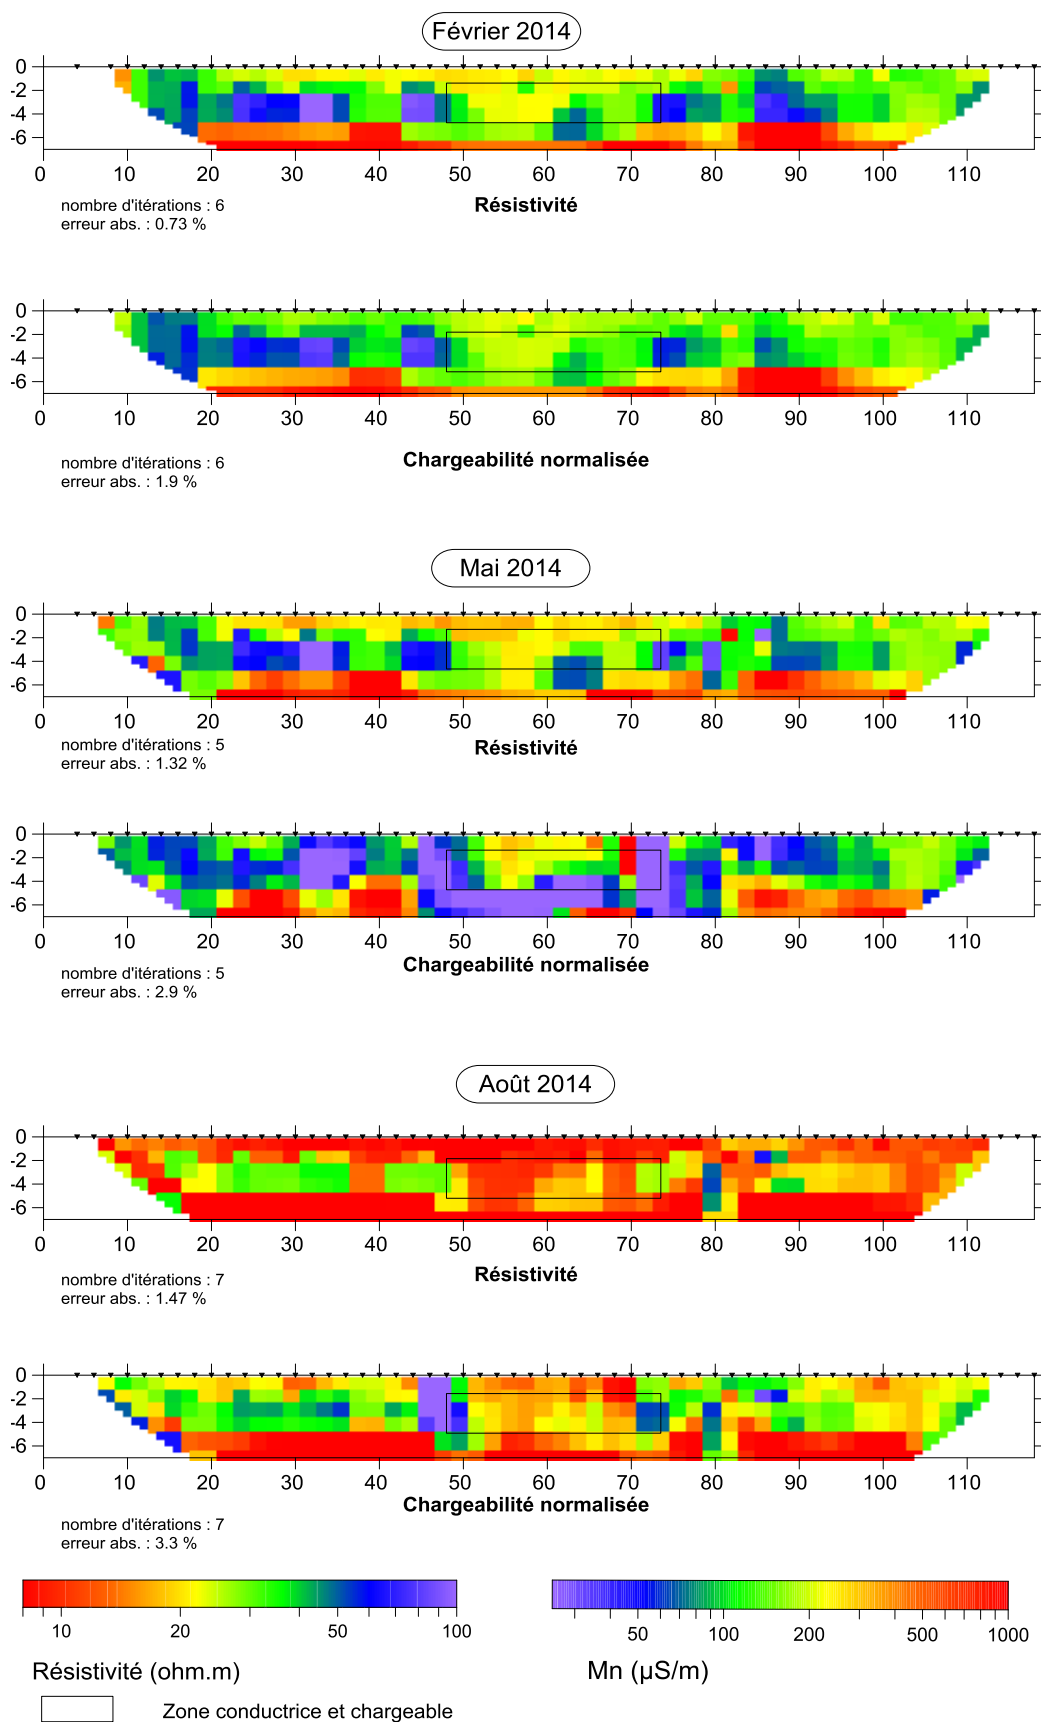 Février 2014
0
-2
-4
-6
0 10 20 30 40 50 60 70 80 90 100 110
nombre d'itérations : 6
erreur abs. : 0.73 %
Résistivité
0
-2
-4
-6
0 10 20 30 40 50 60 70 80 90 100 110
nombre d'itérations : 6
erreur abs. : 1.9 %
Chargeabilité normalisée
Mai 2014
0
-2
-4
-6
0 10 20 30 40 50 60 70 80 90 100 110
nombre d'itérations : 5
erreur abs. : 1.32 %
Résistivité
0
-2
-4
-6
0 10 20 30 40 50 60 70 80 90 100 110
nombre d'itérations : 5
erreur abs. : 2.9 %
Chargeabilité normalisée
Août 2014
0
-2
-4
-6
0 10 20 30 40 50 60 70 80 90 100 110
nombre d'itérations : 7
erreur abs. : 1.47 %
Résistivité
0
-2
-4
-6
0 10 20 30 40 50 60 70 80 90 100 110
nombre d'itérations : 7
erreur abs. : 3.3 %
Chargeabilité normalisée
10 20 50 100
Résistivité (ohm.m)
50 100 200 500 1000
Mn (µS/m)
Zone conductrice et chargeable